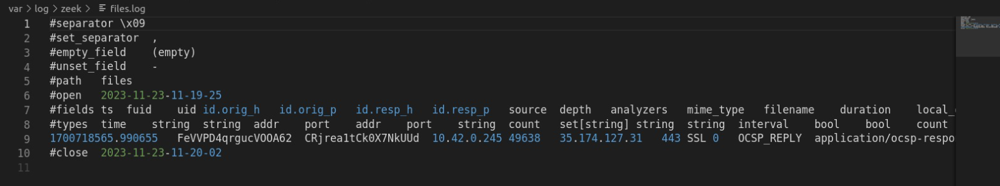 var > log > zeek > files.log
1 #separator \x09
2 #set_separator ,
3 #empty_field (empty)
4 #unset_field -
5 #path files
6 #open 2023-11-23-11-19-25
7 #fields ts fuid uid id.orig_h id.orig_p id.resp_h id.resp_p source depth analyzers mime_type filename duration local_
8 #types time string string addr port addr port string count set[string] string string interval bool bool count
9 1700718565.990655 FeVVPD4qrgucVOOA62 CRjrea1tCk0X7NkUUd 10.42.0.245 49638 35.174.127.31 443 SSL 0 OCSP_REPLY application/ocsp-respo
10 #close 2023-11-23-11-20-02
11